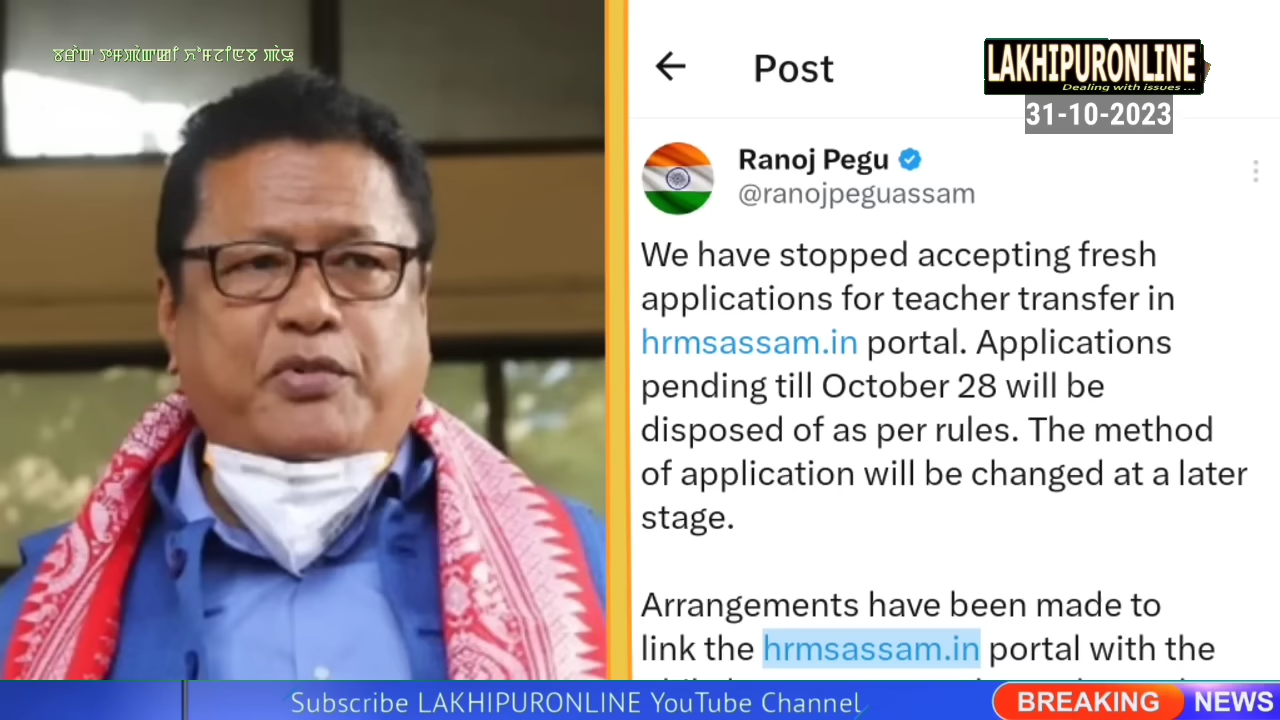 ← Post
LAKHIPURONLINE
Dealing with issues ...
31-10-2023
Ranoj Pegu
@ranojpeguassam
We have stopped accepting fresh
applications for teacher transfer in
hrmsassam.in portal. Applications
pending till October 28 will be
disposed of as per rules. The method
of application will be changed at a later
stage.
Arrangements have been made to
link the hrmsassam.in portal with the
Subscribe LAKHIPURONLINE YouTube Channel
BREAKING NEWS